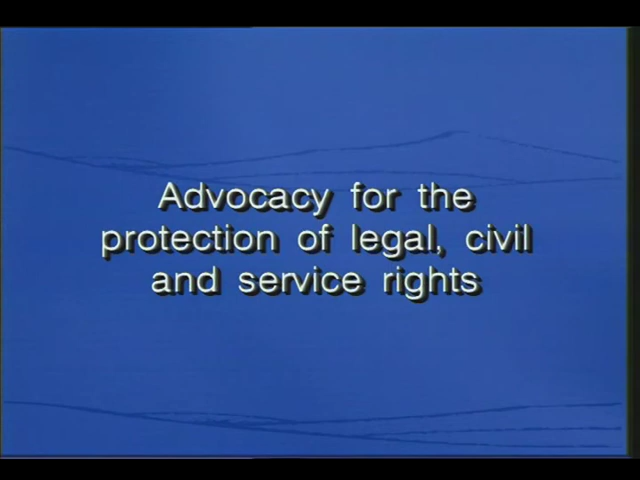 Advocacy for the
protection of legal, civil
and service rights